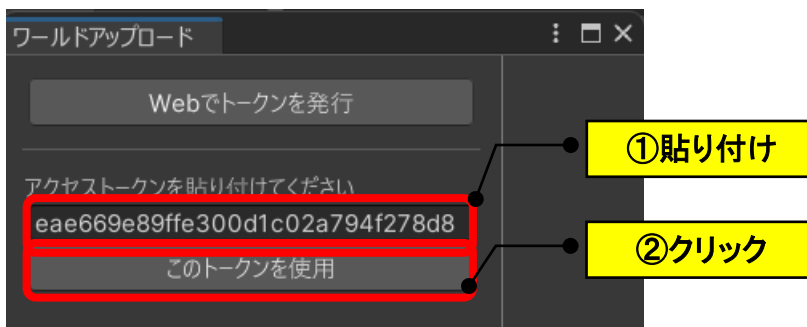 ワールドアップロード
Webでトークンを発行
アクセストークンを貼り付けてください
eae669e89ffe300d1c02a794f278d8
このトークンを使用
①貼り付け
②クリック